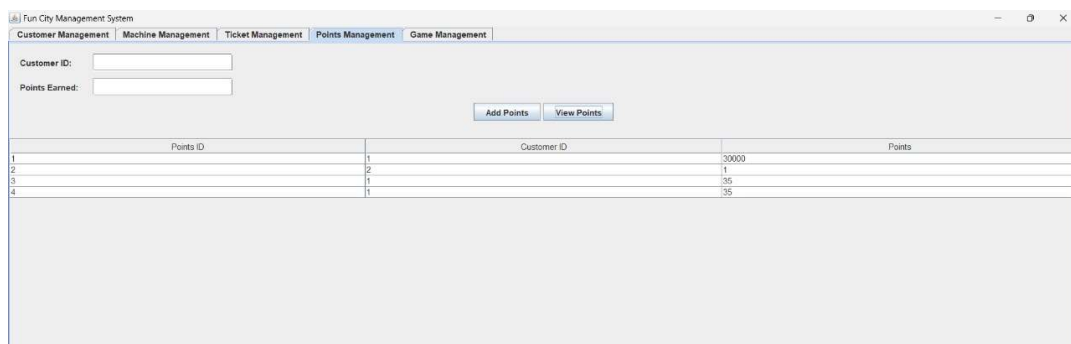 Fun City Management System
Customer Management Machine Management Ticket Management Points Management Game Management
Customer ID:
Points Earned:
Add Points View Points
Points ID Customer ID Points
1 1 30000
2 2 1
3 1 35
4 1 35